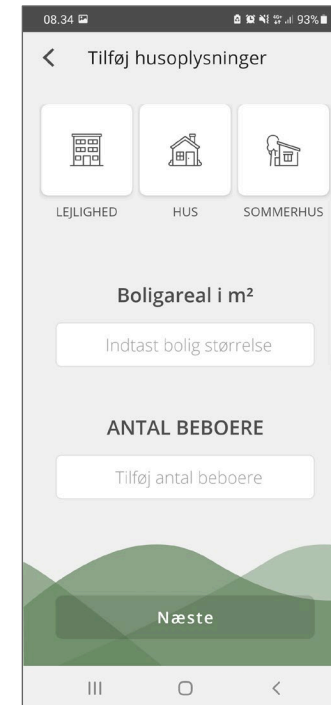 08.34 93%
Tilføj husoplysninger
LEJLIGHED HUS SOMMERHUS
Boligareal i m²
Indtast bolig størrelse
ANTAL BEBOERE
Tilføj antal beboere
Næste